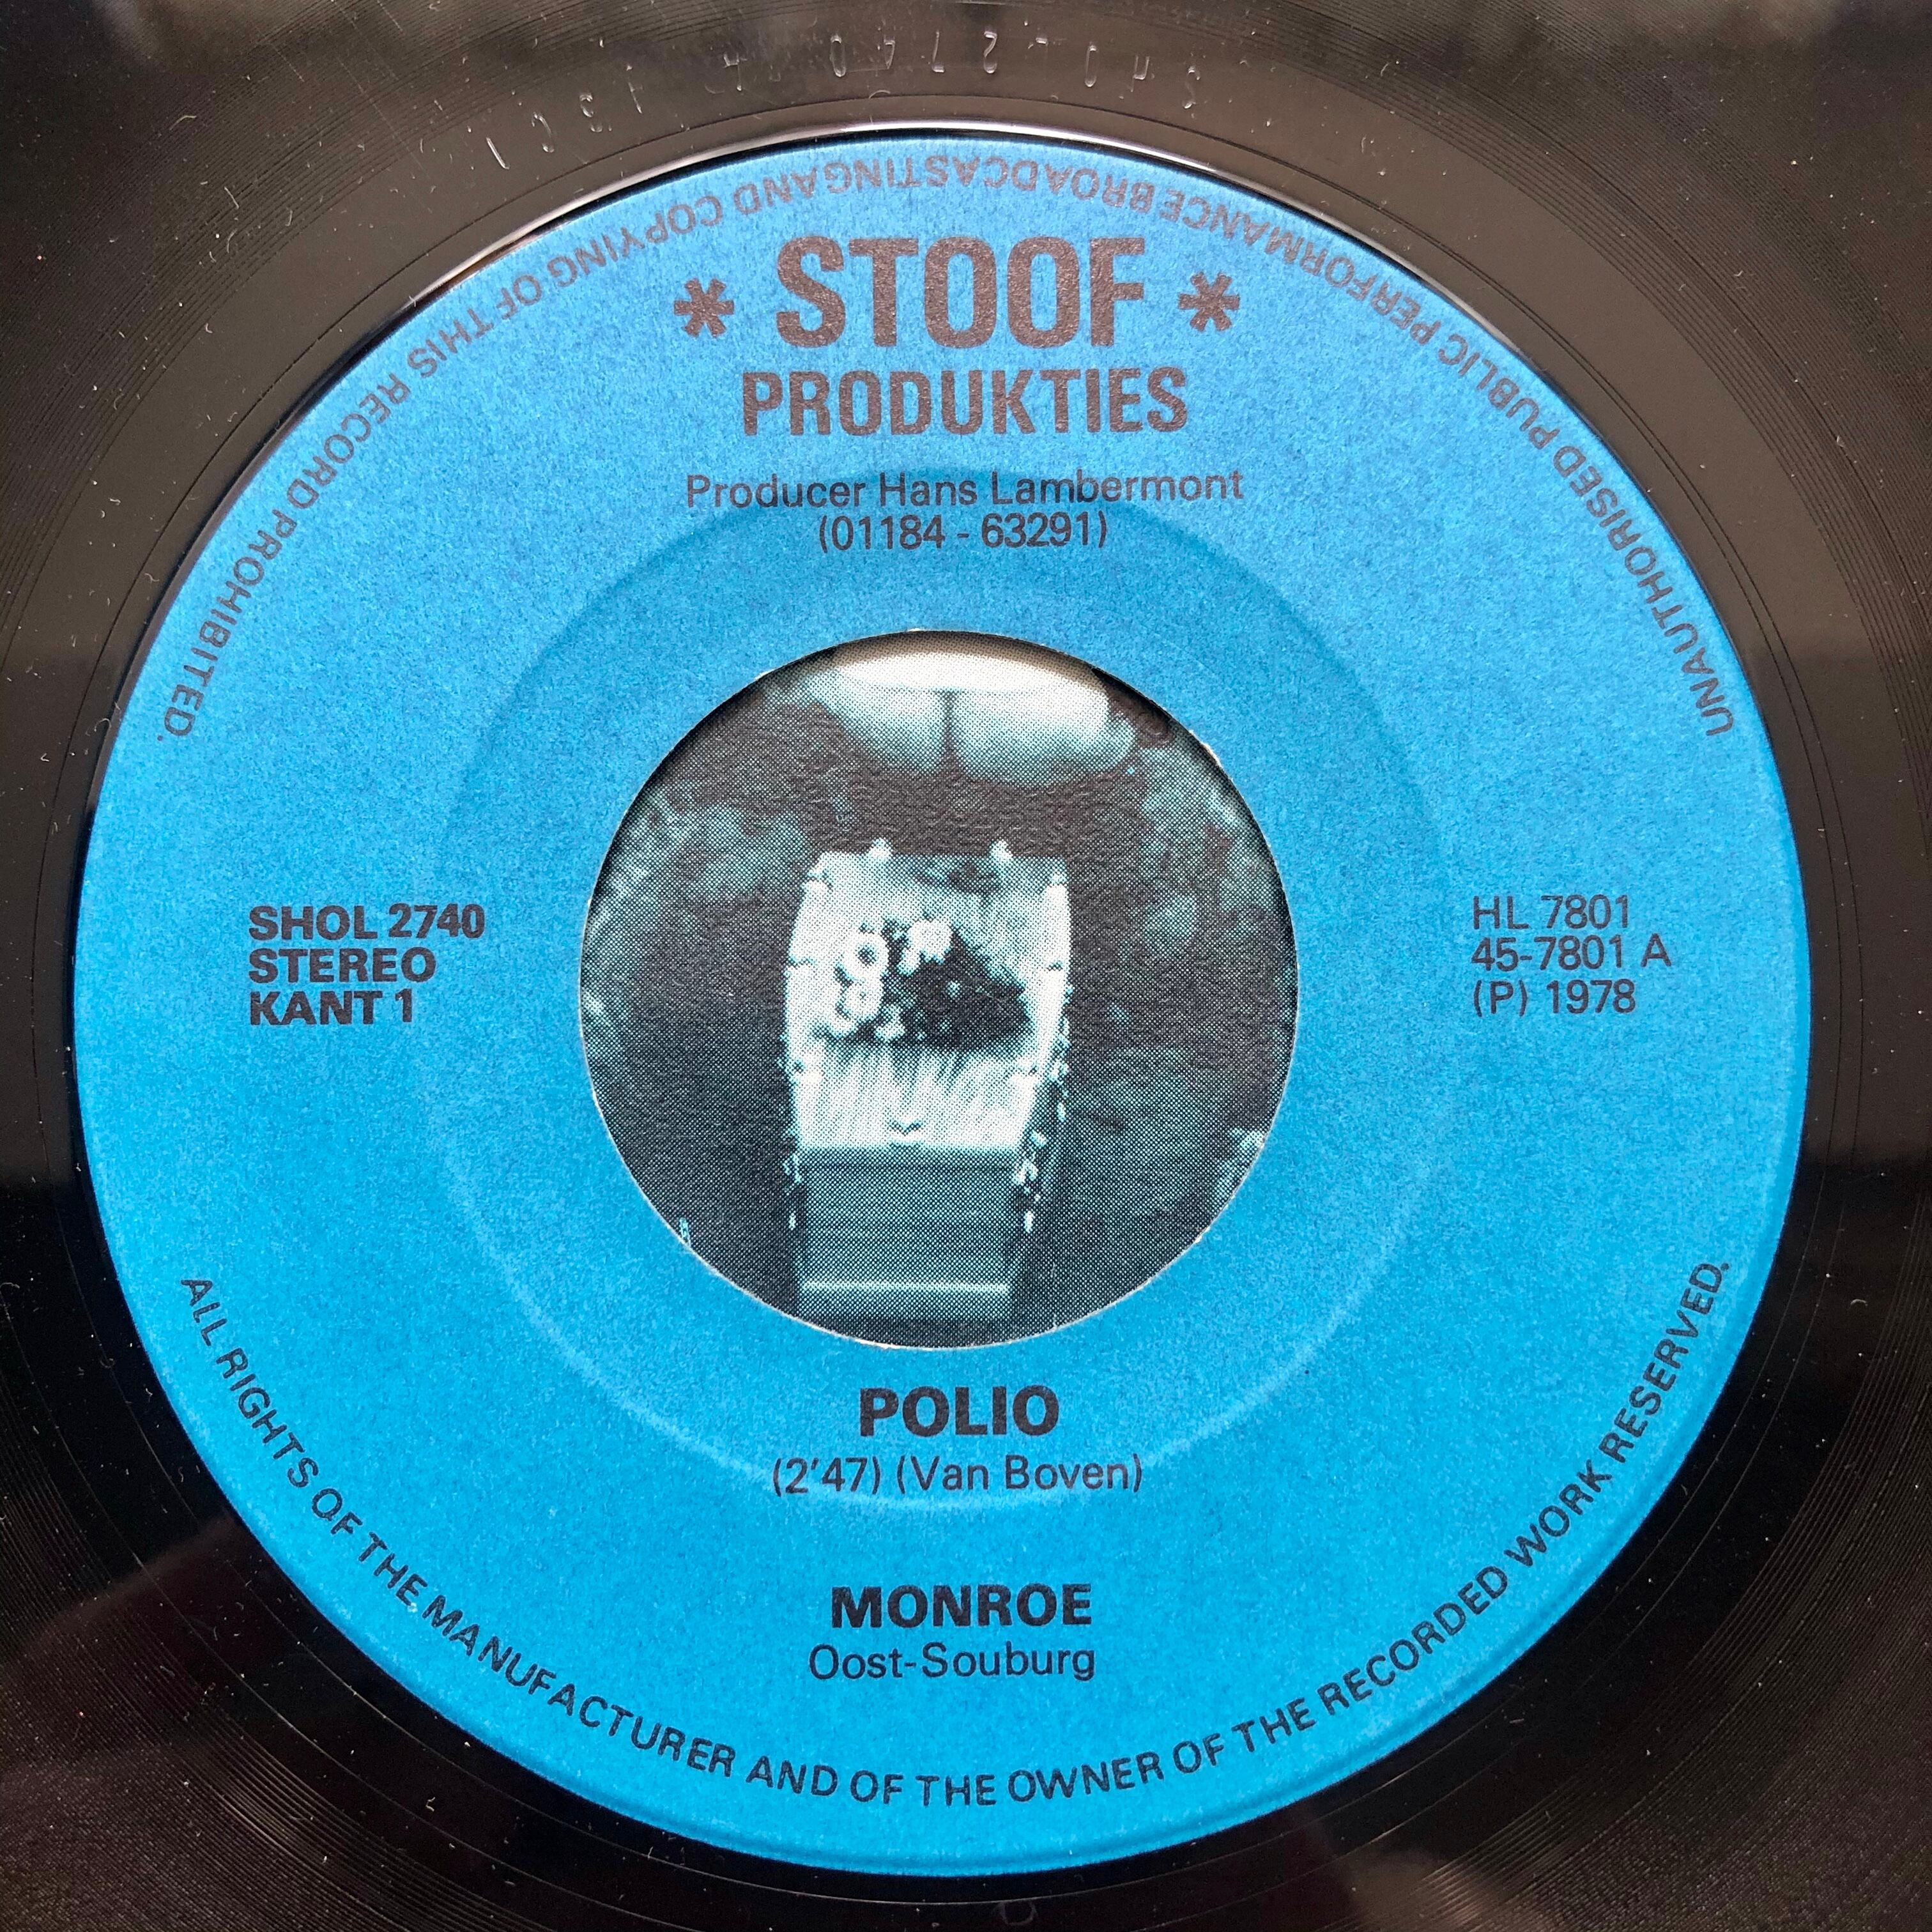 SHOL 2740
UNAUTHORISED PUBLIC PERFORMANCE BROADCASTING AND COPYING OF THIS RECORD PROHIBITED.
* STOOF *
PRODUKTIES
Producer Hans Lambermont
(01184 - 63291)
SHOL 2740
STEREO
KANT 1
HL 7801
45-7801 A
(P) 1978
POLIO
(2'47) (Van Boven)
MONROE
Oost-Souburg
ALL RIGHTS OF THE MANUFACTURER AND OF THE OWNER OF THE RECORDED WORK RESERVED.